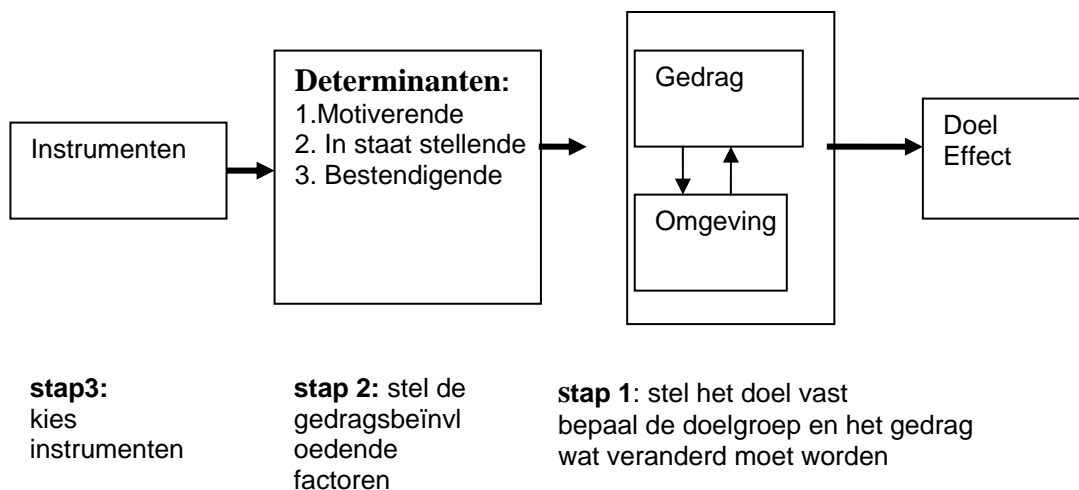 Instrumenten
Determinanten:
1.Motiverende
2. In staat stellende
3. Bestendigende
Gedrag
Omgeving
Doel
Effect
stap3:
kies
instrumenten
stap 2: stel de
gedragsbeïnvl
oedende
factoren
stap 1: stel het doel vast
bepaal de doelgroep en het gedrag
wat veranderd moet worden